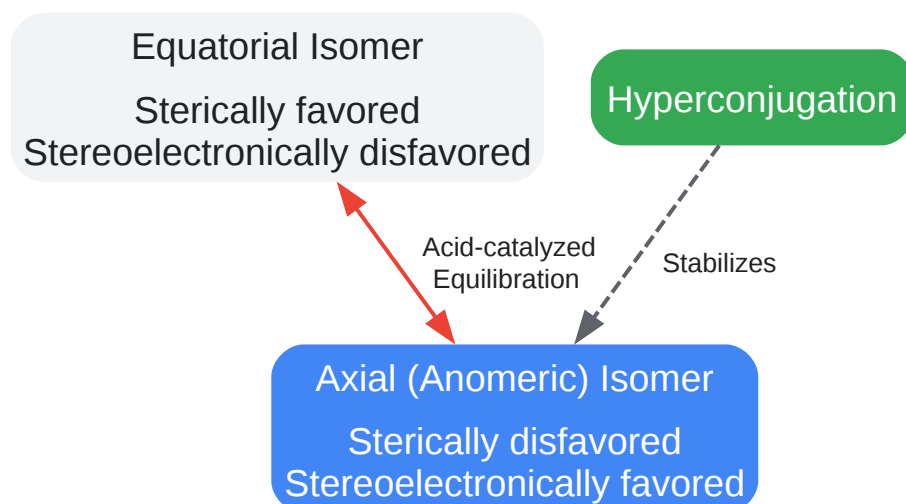 Equatorial Isomer
Sterically favored
Stereoelectronically disfavored
Hyperconjugation
Acid-catalyzed
Equilibration
Stabilizes
Axial (Anomeric) Isomer
Sterically disfavored
Stereoelectronically favored